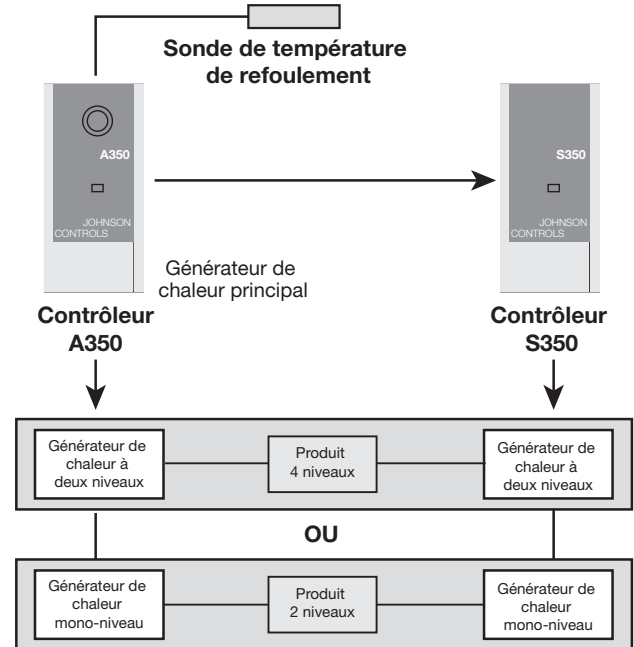 Sonde de température
de refoulement
A350
JOHNSON
CONTROLS
S350
JOHNSON
CONTROLS
Générateur de
chaleur principal
Contrôleur
A350
Contrôleur
S350
Générateur de
chaleur à
deux niveaux
Produit
4 niveaux
Générateur de
chaleur à
deux niveaux
OU
Générateur de
chaleur
mono-niveau
Produit
2 niveaux
Générateur de
chaleur
mono-niveau